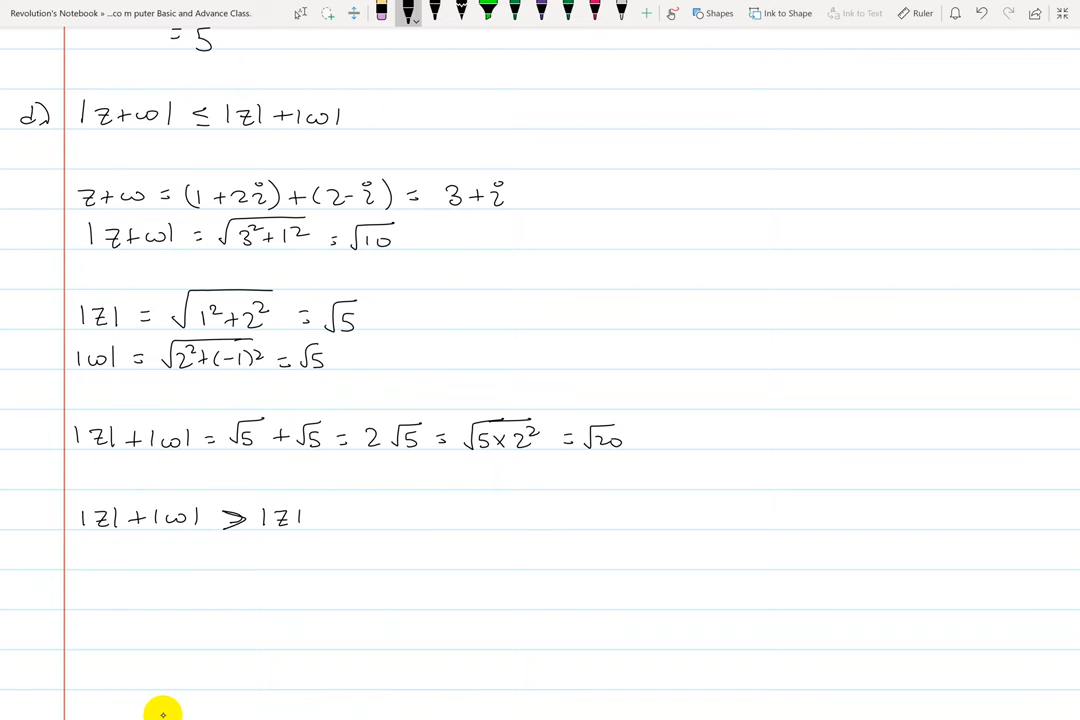 Revolution's Notebook » ...co m puter Basic and Advance Class.
Shapes Ink to Shape Ink to Text Ruler
= 5
d) |z+ω| ≤ |z| + |ω|
z+ω = (1+2i)+(2-i) = 3+i
|z+ω| = √(3²+1²) = √10
|z| = √(1²+2²) = √5
|ω| = √(2²+(-1)²) = √5
|z| + |ω| = √5 + √5 = 2√5 = √(5×2²) = √20
|z| + |ω| > |z|